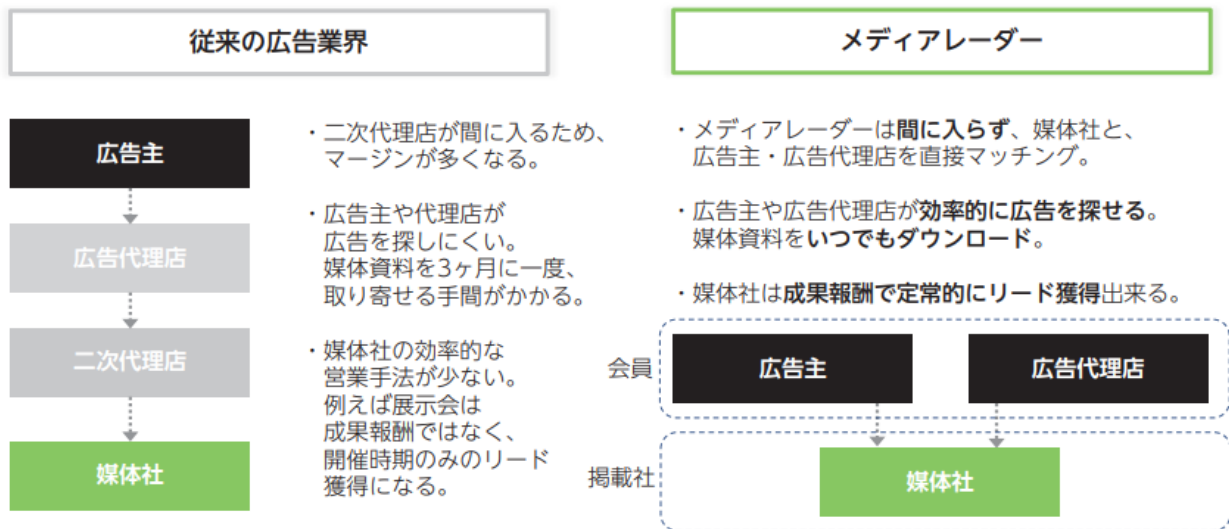 従来の広告業界
広告主
広告代理店
二次代理店
媒体社
・二次代理店が間に入るため、
マージンが多くなる。
・広告主や代理店が
広告を探しにくい。
媒体資料を3ヶ月に一度、
取り寄せる手間がかかる。
・媒体社の効率的な
営業手法が少ない。
例えば展示会は
成果報酬ではなく、
開催時期のみのリード
獲得になる。
メディアレーダー
・メディアレーダーは間に入らず、媒体社と、
広告主・広告代理店を直接マッチング。
・広告主や広告代理店が効率的に広告を探せる。
媒体資料をいつでもダウンロード。
・媒体社は成果報酬で定常的にリード獲得出来る。
会員
広告主
広告代理店
掲載社
媒体社